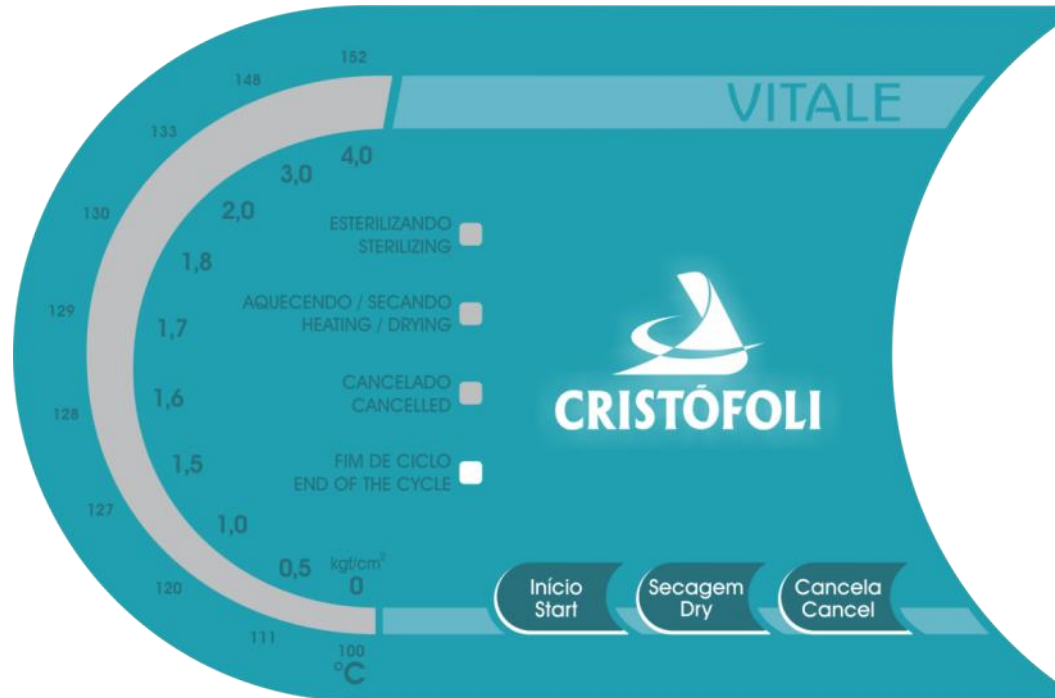 152
148
133
130
129
128
127
120
111
100
°C
4,0
3,0
2,0
1,8
1,7
1,6
1,5
1,0
0,5
kgf/cm²
0
VITALE
ESTERILIZANDO
STERILIZING
AQUECENDO / SECANDO
HEATING / DRYING
CANCELADO
CANCELLED
FIM DE CICLO
END OF THE CYCLE
CRISTÓFOLI
Início
Start
Secagem
Dry
Cancela
Cancel